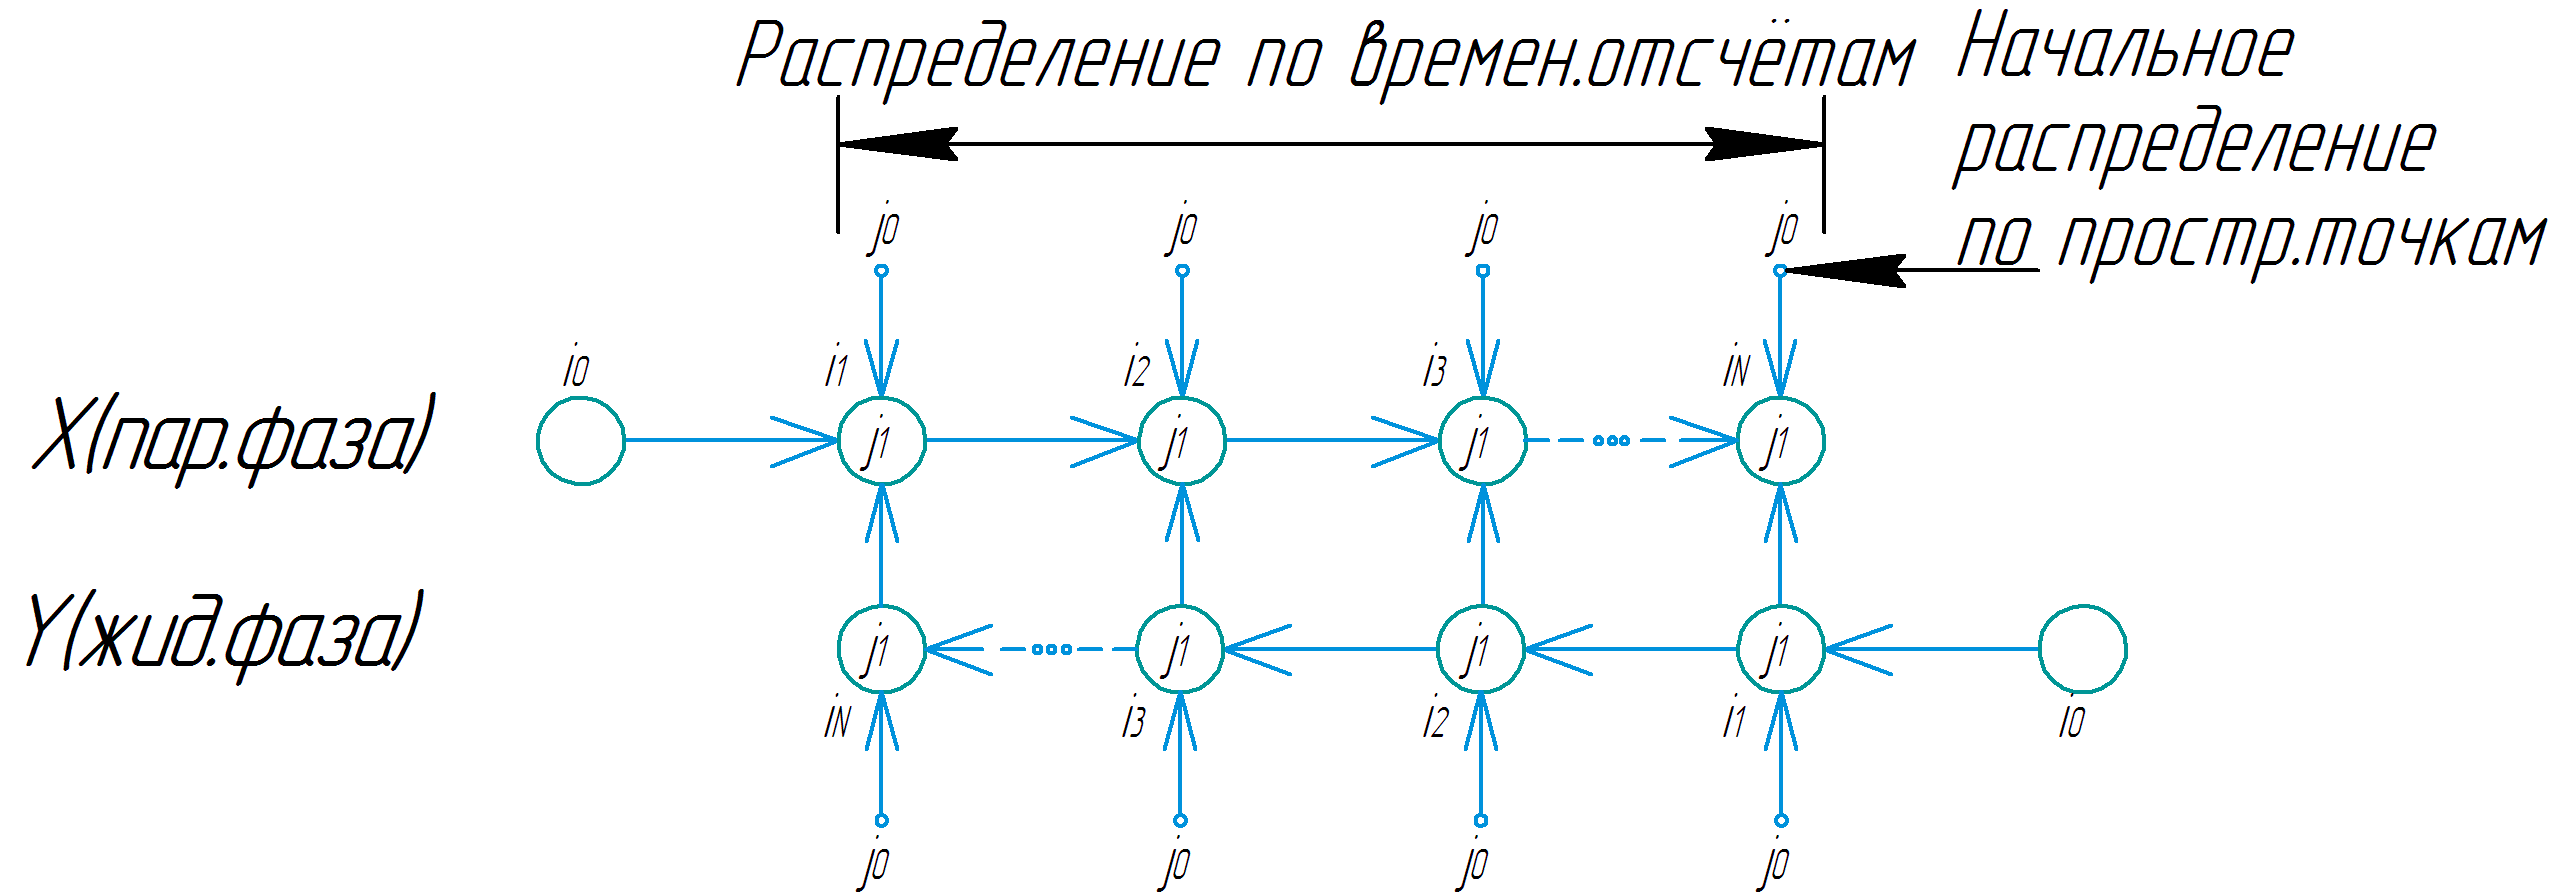 Распределение по времен.отсчётам
Начальное
распределение
по простр.точкам
j0 j0 j0 j0
i0 i1 i2 i3 iN
X(пар.фаза)
j1 j1 j1 j1
Y(жид.фаза)
j1 j1 j1 j1
iN i3 i2 i1 i0
j0 j0 j0 j0